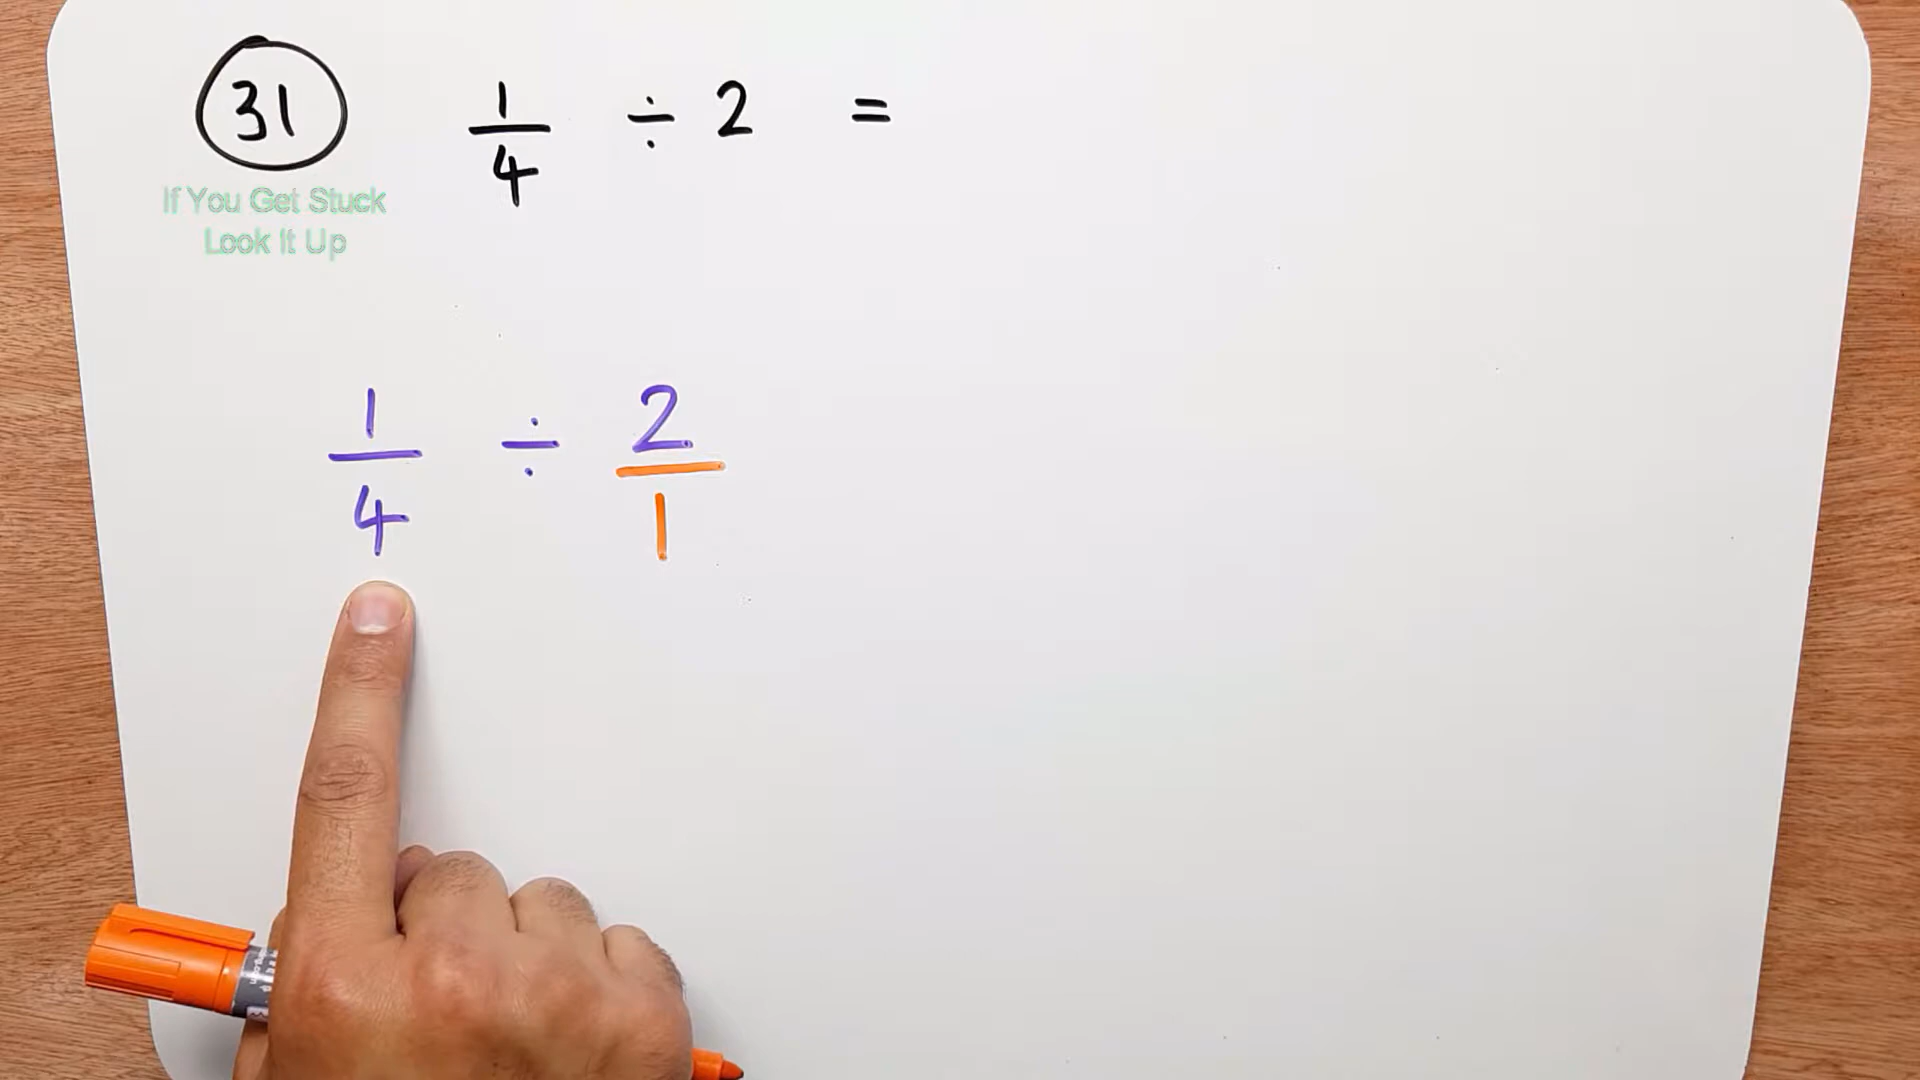 31
1/4 ÷ 2 =
If You Get Stuck
Look It Up
1/4 ÷ 2/1